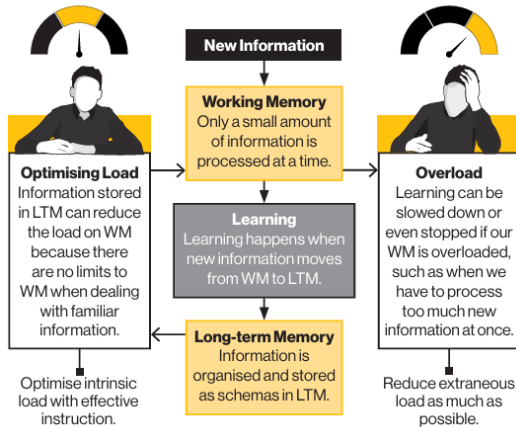 New Information
Working Memory
Only a small amount
of information is
processed at a time.
Optimising Load
Information stored
in LTM can reduce
the load on WM
because there
are no limits to
WM when dealing
with familiar
information.
Learning
Learning happens when
new information moves
from WM to LTM.
Overload
Learning can be
slowed down or
even stopped if our
WM is overloaded,
such as when we
have to process
too much new
information at once.
Long-term Memory
Information is
organised and stored
as schemas in LTM.
Optimise intrinsic
load with effective
instruction.
Reduce extraneous
load as much as
possible.